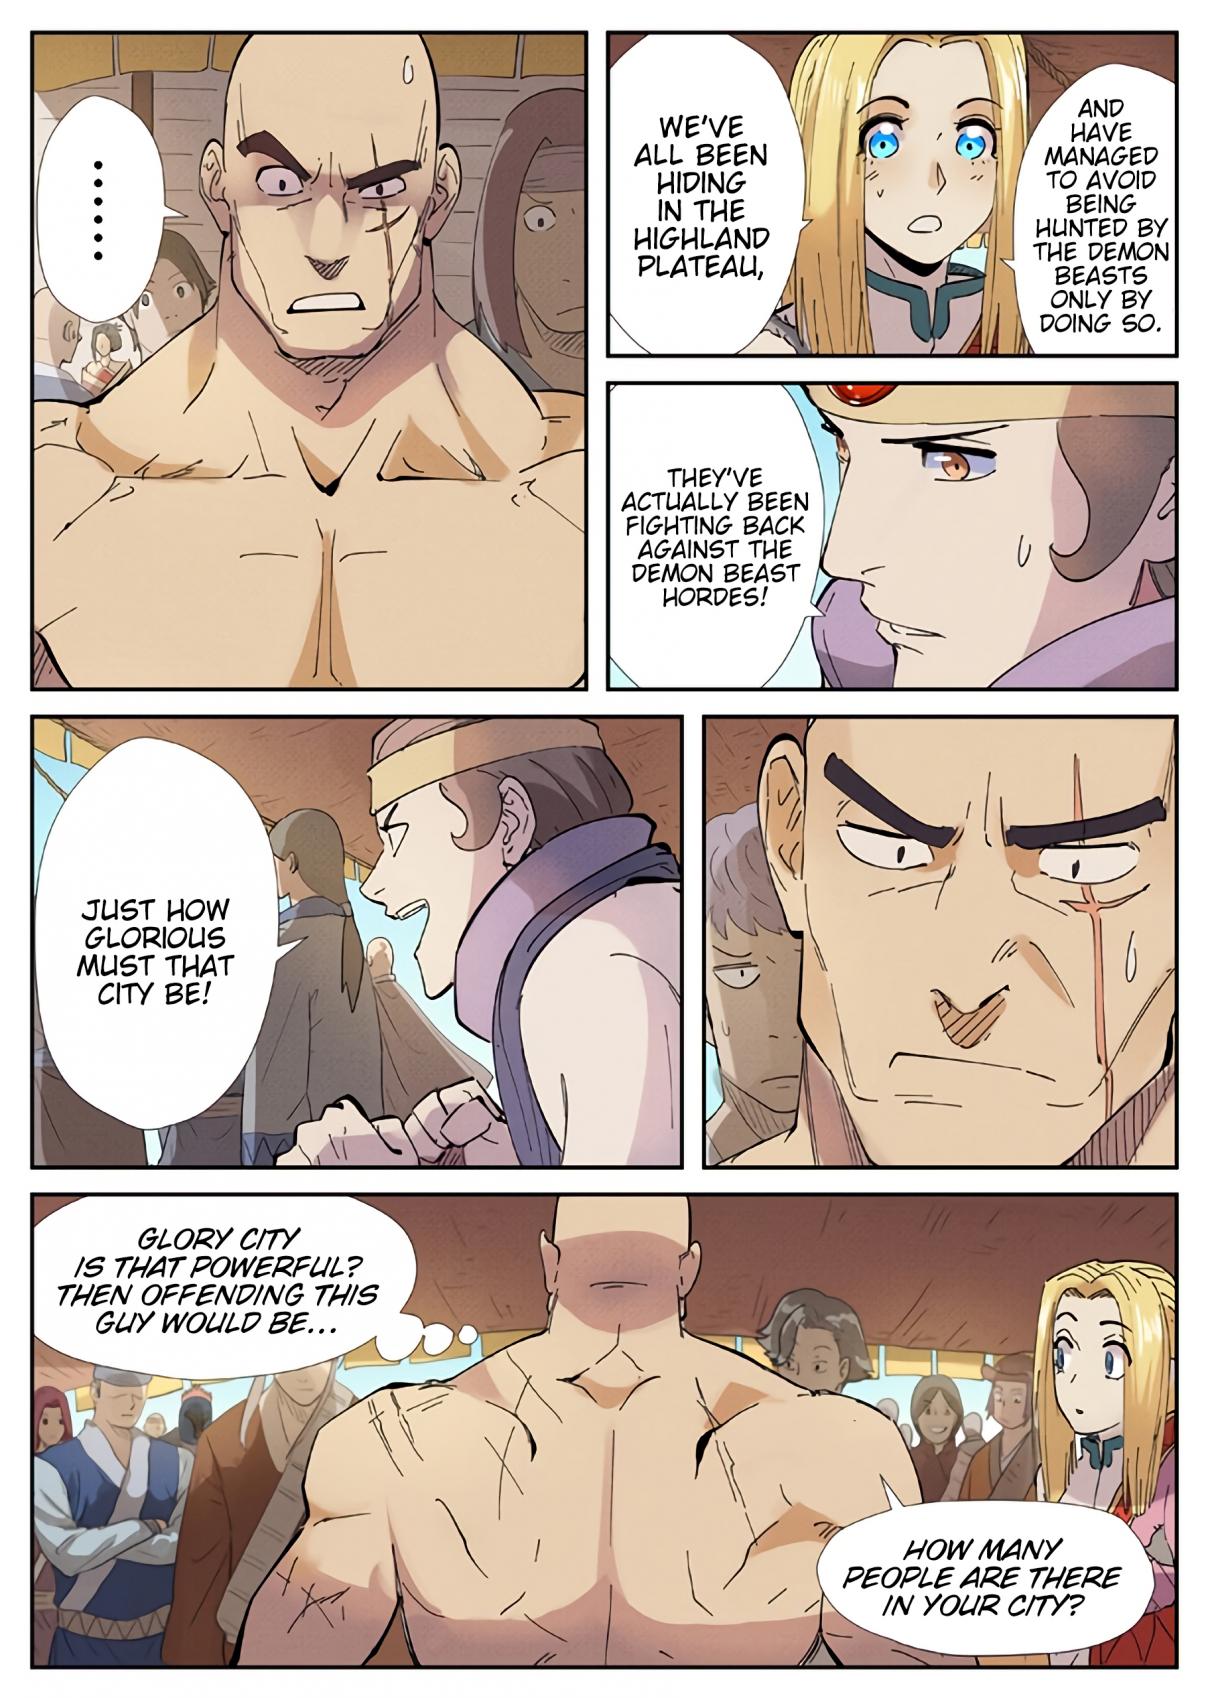 ......
WE'VE
ALL BEEN
HIDING
IN THE
HIGHLAND
PLATEAU,
AND
HAVE
MANAGED
TO AVOID
BEING
HUNTED BY
THE DEMON
BEASTS
ONLY BY
DOING SO.
THEY'VE
ACTUALLY BEEN
FIGHTING BACK
AGAINST THE
DEMON BEAST
HORDES!
JUST HOW
GLORIOUS
MUST THAT
CITY BE!
GLORY CITY
IS THAT POWERFUL?
THEN OFFENDING THIS
GUY WOULD BE...
HOW MANY
PEOPLE ARE THERE
IN YOUR CITY?